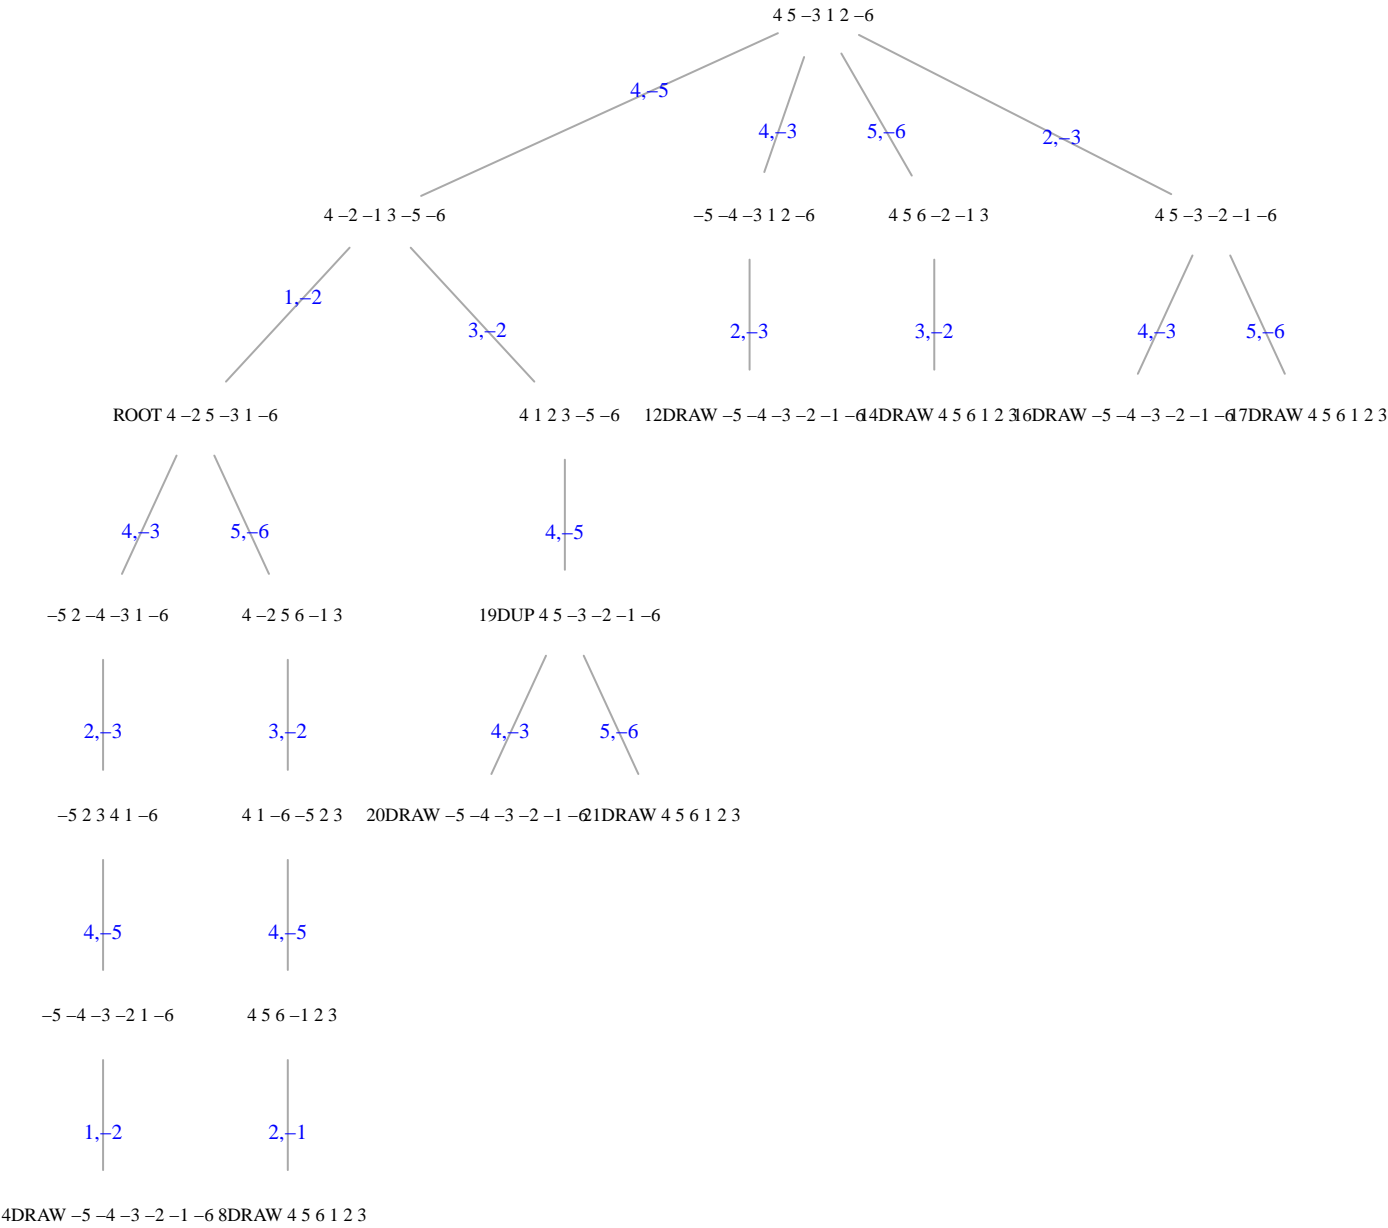 4 5 –3 1 2 –6
4,–5
4,–3
5,–6
2,–3
4 –2 –1 3 –5 –6
–5 –4 –3 1 2 –6
4 5 6 –2 –1 3
4 5 –3 –2 –1 –6
1,–2
3,–2
2,–3
3,–2
4,–3
5,–6
ROOT 4 –2 5 –3 1 –6
4 1 2 3 –5 –6
12DRAW –5 –4 –3 –2 –1 –6
14DRAW 4 5 6 1 2 3
16DRAW –5 –4 –3 –2 –1 –6
17DRAW 4 5 6 1 2 3
4,–3
5,–6
4,–5
–5 2 –4 –3 1 –6
4 –2 5 6 –1 3
19DUP 4 5 –3 –2 –1 –6
2,–3
3,–2
4,–3
5,–6
–5 2 3 4 1 –6
4 1 –6 –5 2 3
20DRAW –5 –4 –3 –2 –1 –6
21DRAW 4 5 6 1 2 3
4,–5
4,–5
–5 –4 –3 –2 1 –6
4 5 6 –1 2 3
1,–2
2,–1
4DRAW –5 –4 –3 –2 –1 –6
8DRAW 4 5 6 1 2 3